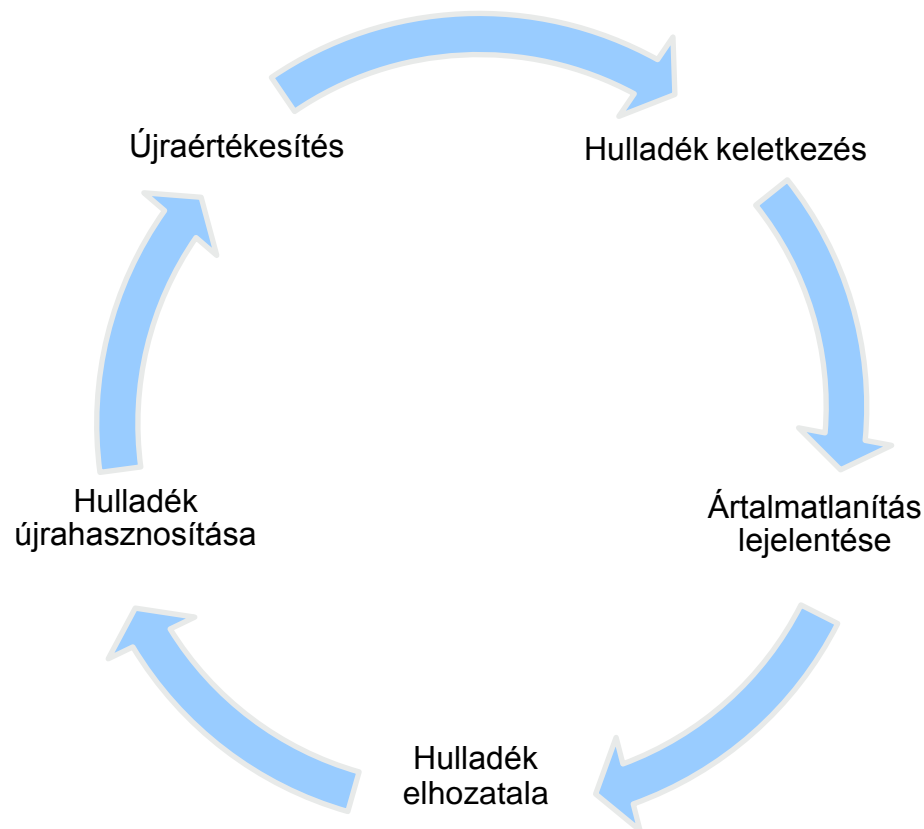 Újraértékesítés
Hulladék keletkezés
Ártalmatlanítás
lejelentése
Hulladék
elhozatala
Hulladék
újrahasznosítása